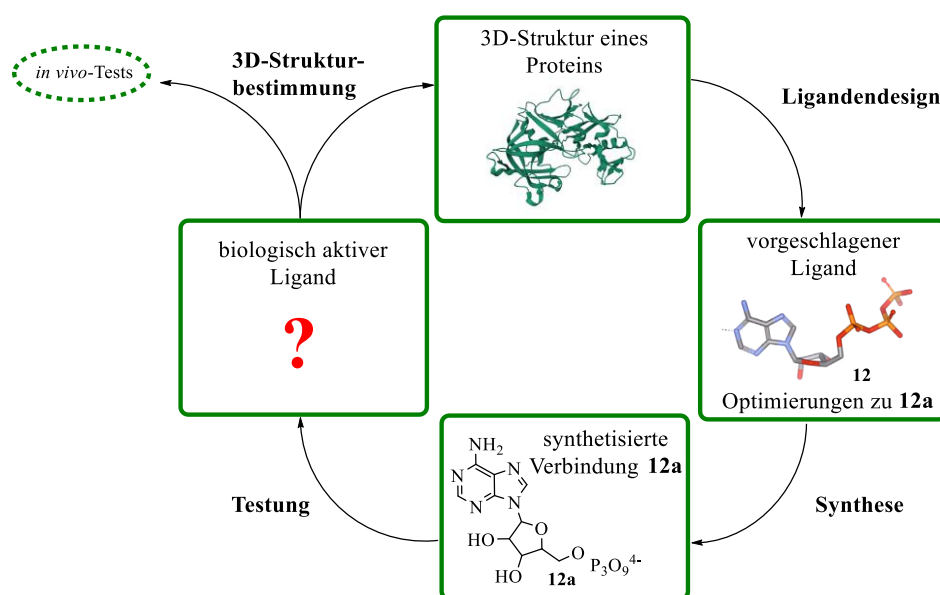 3D-Struktur eines
Proteins
in vivo-Tests
3D-Struktur-
bestimmung
Ligandendesign
vorgeschlagener
Ligand
12
Optimierungen zu 12a
biologisch aktiver
Ligand
?
synthetisierte
Verbindung 12a
NH2
N
N
N
N
O
HO
O
P3O9 4-
HO
12a
Testung
Synthese